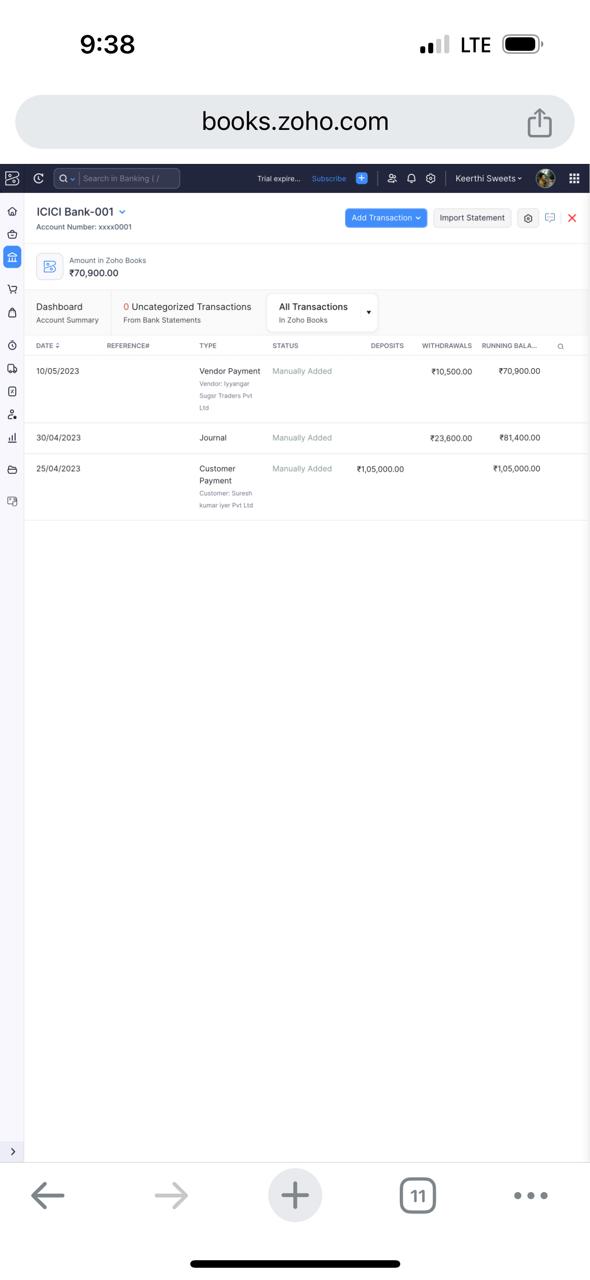 9:38
LTE
books.zoho.com
Search in Banking ( /
Trial expire...
Subscribe
Keerthi Sweets
ICICI Bank-001
Account Number: xxxx0001
Add Transaction
Import Statement
Amount in Zoho Books
₹70,900.00
Dashboard
Account Summary
0 Uncategorized Transactions
From Bank Statements
All Transactions
In Zoho Books
DATE REFERENCE# TYPE STATUS DEPOSITS WITHDRAWALS RUNNING BALA...
10/05/2023 Vendor Payment Manually Added ₹10,500.00 ₹70,900.00
Vendor: Iyyangar
Sugsr Traders Pvt
Ltd
30/04/2023 Journal Manually Added ₹23,600.00 ₹81,400.00
25/04/2023 Customer Manually Added ₹1,05,000.00 ₹1,05,000.00
Payment
Customer: Suresh
kumar iyer Pvt Ltd
11